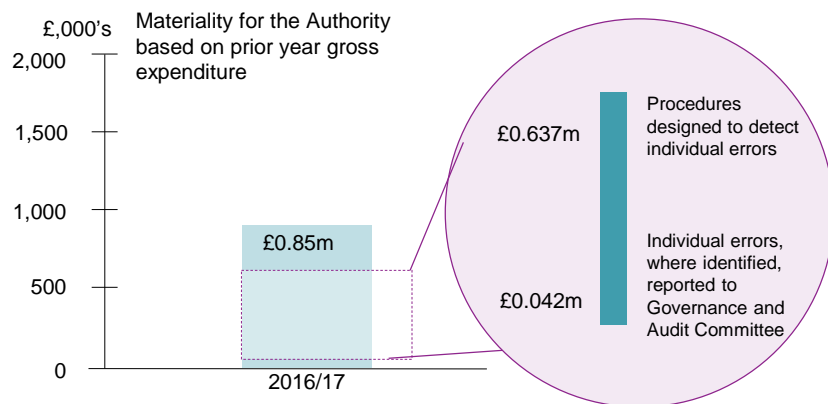 £,000's
Materiality for the Authority
based on prior year gross
expenditure
2,000
1,500
1,000
500
0
£0.85m
2016/17
£0.637m
Procedures
designed to detect
individual errors
£0.042m
Individual errors,
where identified,
reported to
Governance and
Audit Committee